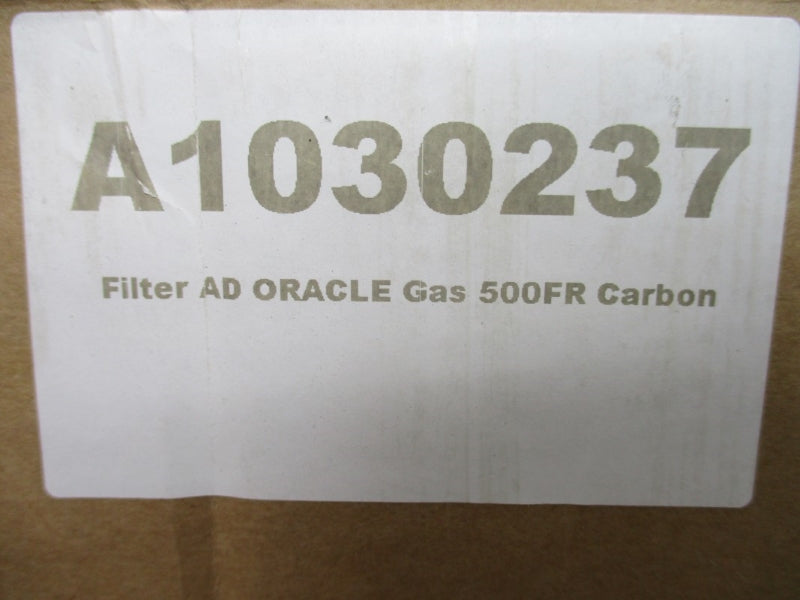 A1030237
Filter AD ORACLE Gas 500FR Carbon